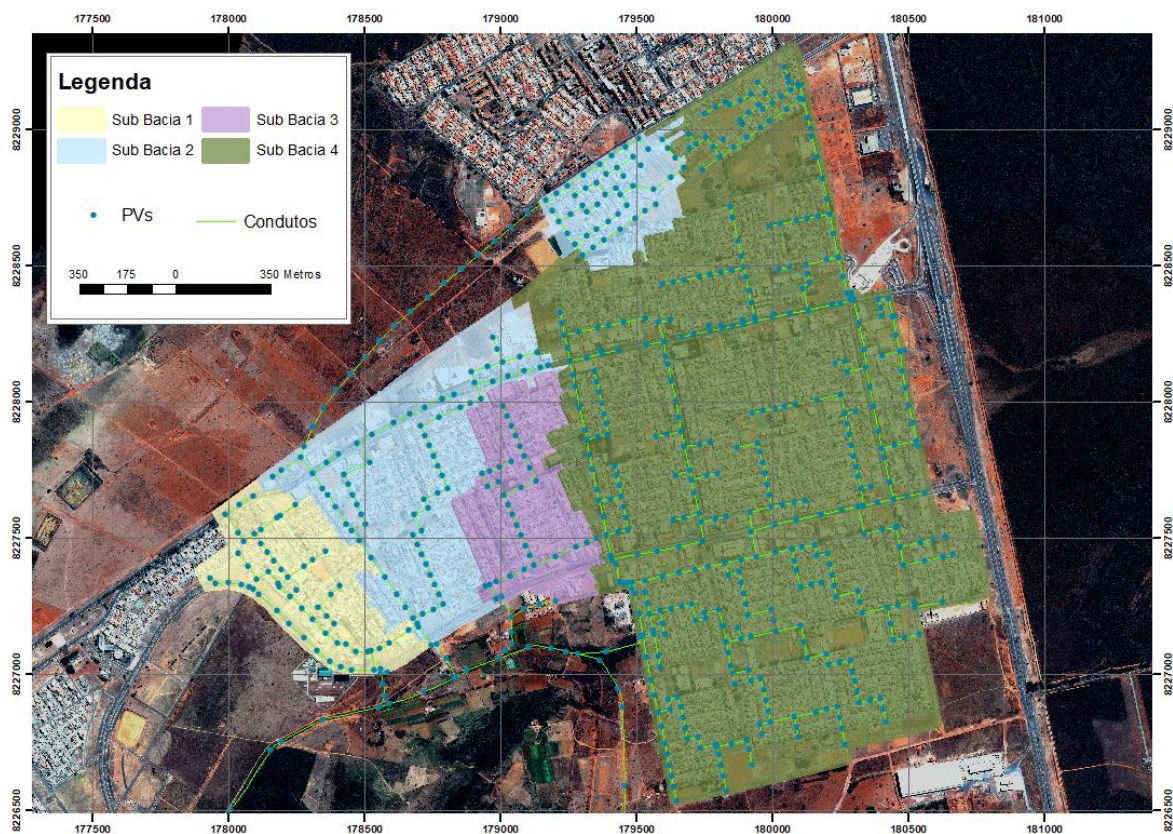 177500 178000 178500 179000 179500 180000 180500 181000
Legenda
Sub Bacia 1 Sub Bacia 3
Sub Bacia 2 Sub Bacia 4
PVs Condutos
350 175 0 350 Metros
8229000 8229000
8228500 8228500
8228000 8228000
8227500 8227500
8227000 8227000
8226500 8226500
177500 178000 178500 179000 179500 180000 180500 181000